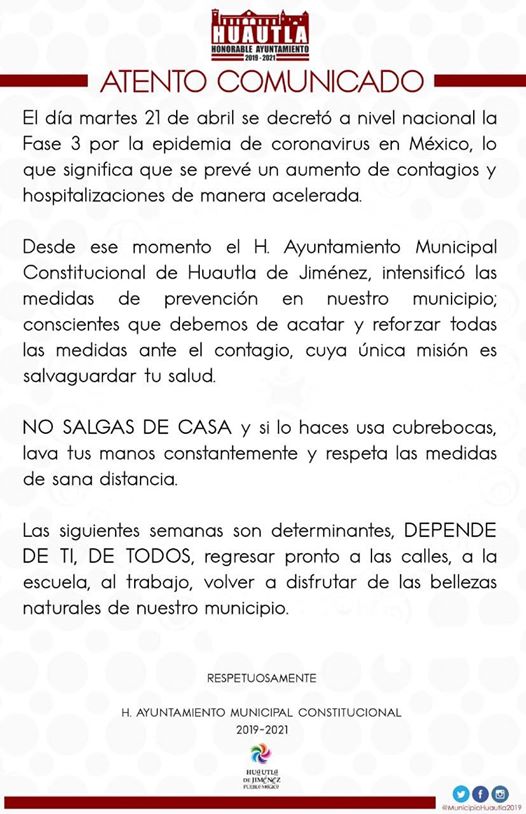 HUAUTLA
HONORABLE AYUNTAMIENTO
2019 - 2021
ATENTO COMUNICADO
El día martes 21 de abril se decretó a nivel nacional la
Fase 3 por la epidemia de coronavirus en México, lo
que significa que se prevé un aumento de contagios y
hospitalizaciones de manera acelerada.
Desde ese momento el H. Ayuntamiento Municipal
Constitucional de Huautla de Jiménez, intensificó las
medidas de prevención en nuestro municipio;
conscientes que debemos de acatar y reforzar todas
las medidas ante el contagio, cuya única misión es
salvaguardar tu salud.
NO SALGAS DE CASA y si lo haces usa cubrebocas,
lava tus manos constantemente y respeta las medidas
de sana distancia.
Las siguientes semanas son determinantes, DEPENDE
DE TI, DE TODOS, regresar pronto a las calles, a la
escuela, al trabajo, volver a disfrutar de las bellezas
naturales de nuestro municipio.
RESPETUOSAMENTE
H. AYUNTAMIENTO MUNICIPAL CONSTITUCIONAL
2019-2021
HUAUTLA
DE JIMÉNEZ
PUEBLO MÁGICO
@MunicipioHuautla2019